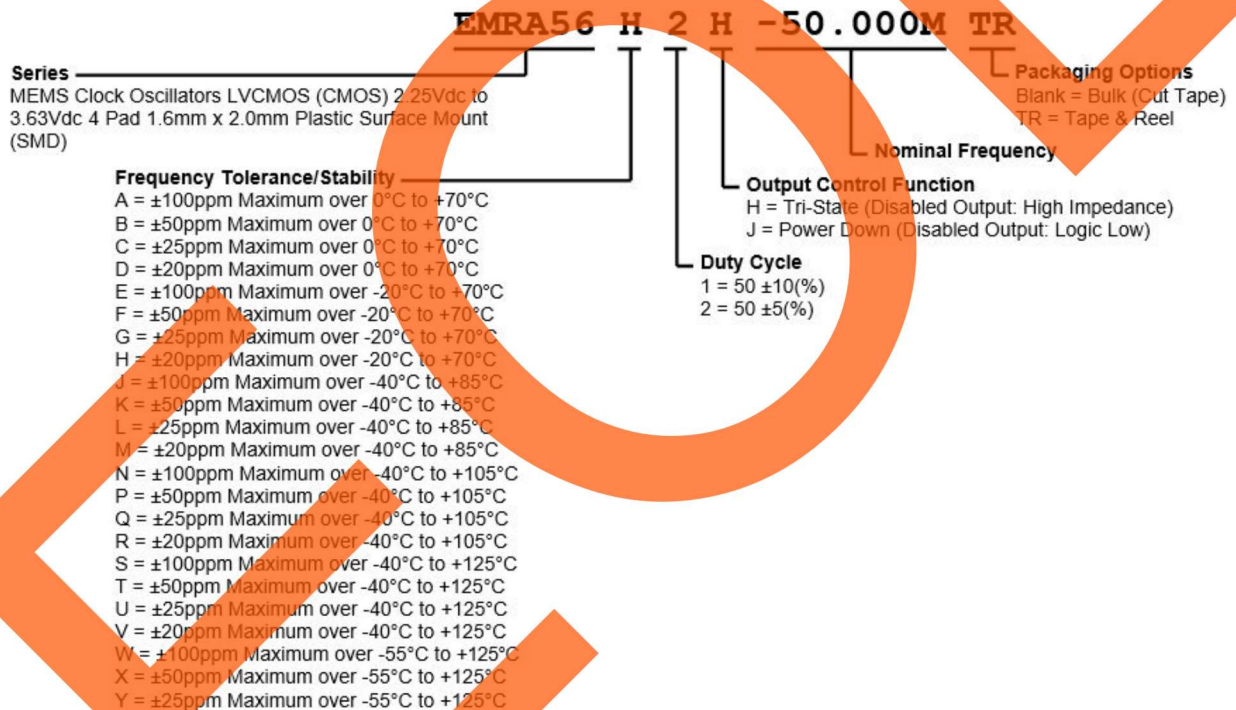 EMRA56 H 2 H -50.000M TR
Series
MEMS Clock Oscillators LVCMOS (CMOS) 2.25Vdc to
3.63Vdc 4 Pad 1.6mm x 2.0mm Plastic Surface Mount
(SMD)
Packaging Options
Blank = Bulk (Cut Tape)
TR = Tape & Reel
Nominal Frequency
Output Control Function
H = Tri-State (Disabled Output: High Impedance)
J = Power Down (Disabled Output: Logic Low)
Duty Cycle
1 = 50 ±10(%)
2 = 50 ±5(%)
Frequency Tolerance/Stability
A = ±100ppm Maximum over 0°C to +70°C
B = ±50ppm Maximum over 0°C to +70°C
C = ±25ppm Maximum over 0°C to +70°C
D = ±20ppm Maximum over 0°C to +70°C
E = ±100ppm Maximum over -20°C to +70°C
F = ±50ppm Maximum over -20°C to +70°C
G = ±25ppm Maximum over -20°C to +70°C
H = ±20ppm Maximum over -20°C to +70°C
J = ±100ppm Maximum over -40°C to +85°C
K = ±50ppm Maximum over -40°C to +85°C
L = ±25ppm Maximum over -40°C to +85°C
M = ±20ppm Maximum over -40°C to +85°C
N = ±100ppm Maximum over -40°C to +105°C
P = ±50ppm Maximum over -40°C to +105°C
Q = ±25ppm Maximum over -40°C to +105°C
R = ±20ppm Maximum over -40°C to +105°C
S = ±100ppm Maximum over -40°C to +125°C
T = ±50ppm Maximum over -40°C to +125°C
U = ±25ppm Maximum over -40°C to +125°C
V = ±20ppm Maximum over -40°C to +125°C
W = ±100ppm Maximum over -55°C to +125°C
X = ±50ppm Maximum over -55°C to +125°C
Y = ±25ppm Maximum over -55°C to +125°C